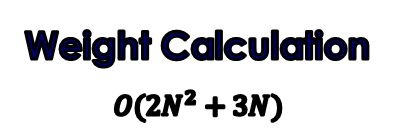 Weight Calculation
O(2N² + 3N)